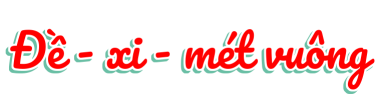 Đề - xi - mét vuông